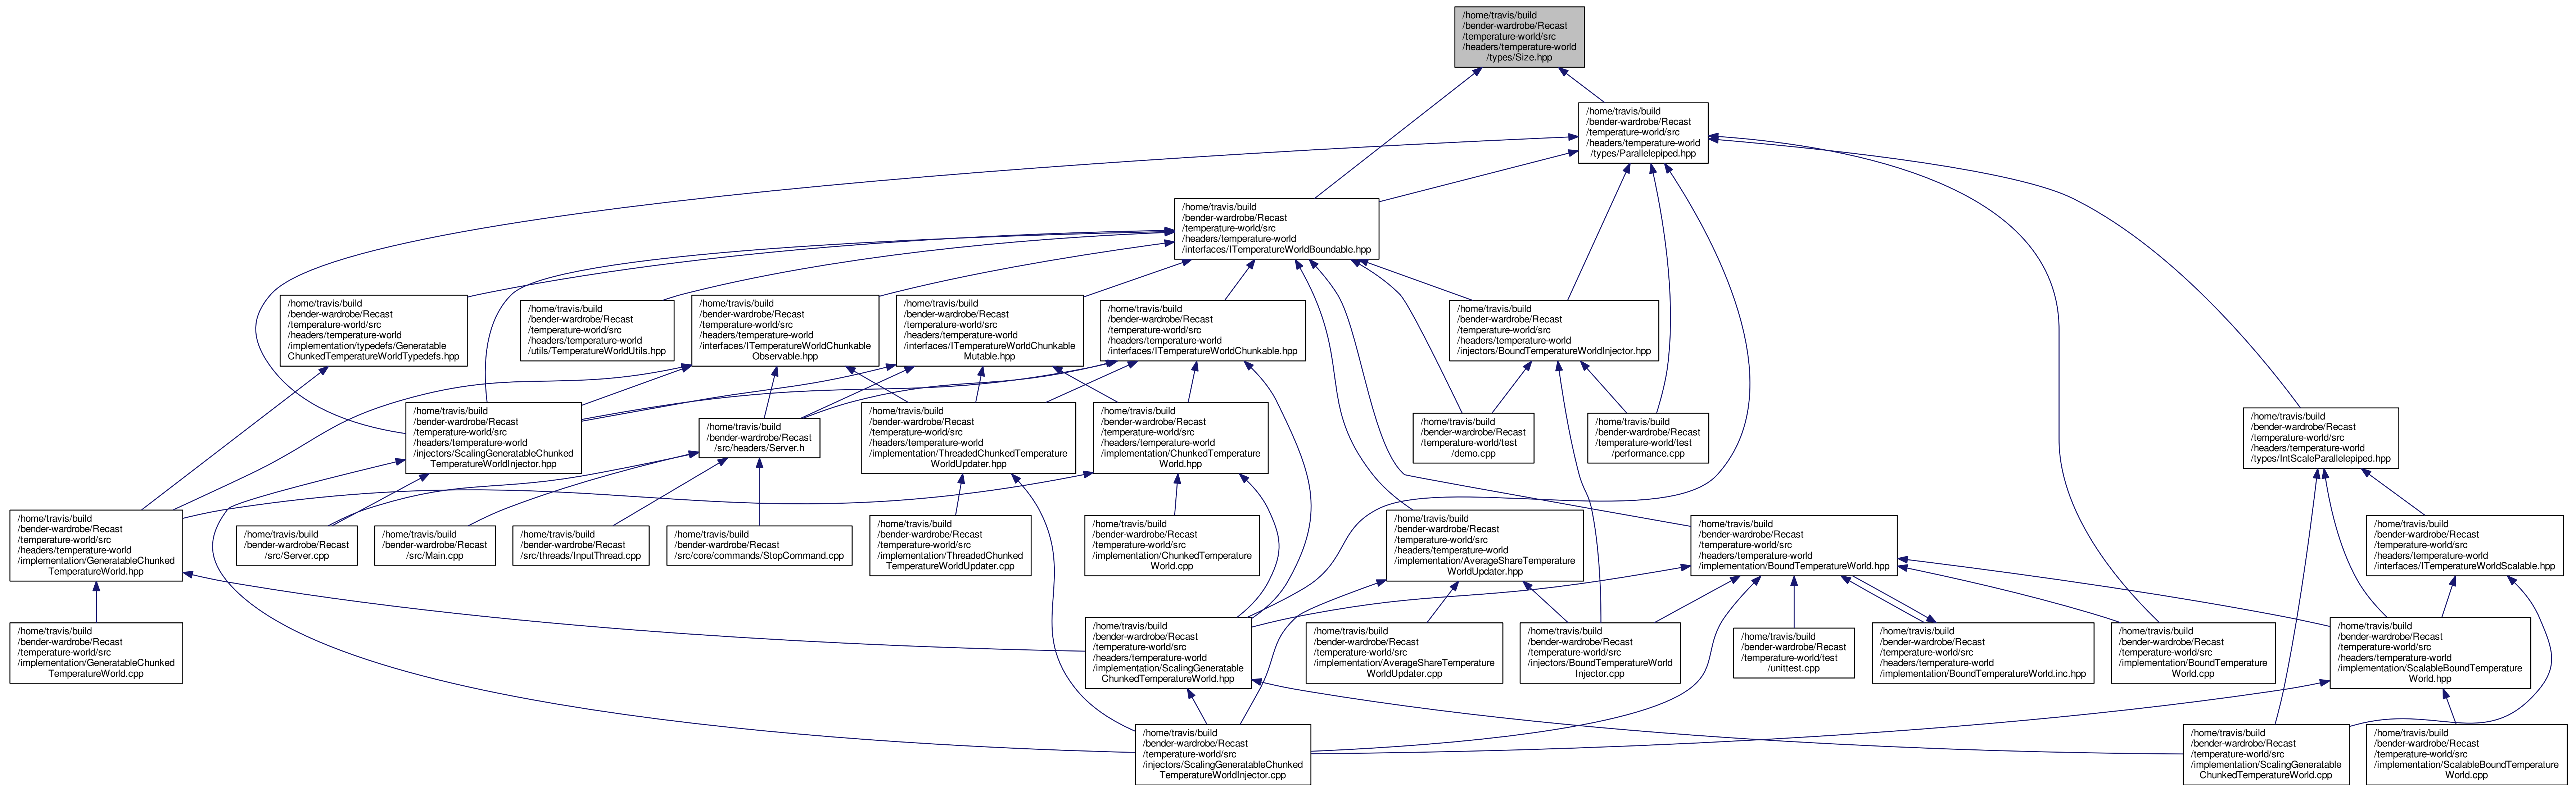 /home/travis/build
/bender-wardrobe/Recast
/temperature-world/src
/headers/temperature-world
/types/Size.hpp
/home/travis/build
/bender-wardrobe/Recast
/temperature-world/src
/headers/temperature-world
/types/Parallelepiped.hpp
/home/travis/build
/bender-wardrobe/Recast
/temperature-world/src
/headers/temperature-world
/interfaces/ITemperatureWorldBoundable.hpp
/home/travis/build
/bender-wardrobe/Recast
/temperature-world/src
/headers/temperature-world
/implementation/typedefs/Generatable
ChunkedTemperatureWorldTypedefs.hpp
/home/travis/build
/bender-wardrobe/Recast
/temperature-world/src
/headers/temperature-world
/utils/TemperatureWorldUtils.hpp
/home/travis/build
/bender-wardrobe/Recast
/temperature-world/src
/headers/temperature-world
/interfaces/ITemperatureWorldChunkable
Observable.hpp
/home/travis/build
/bender-wardrobe/Recast
/temperature-world/src
/headers/temperature-world
/interfaces/ITemperatureWorldChunkable
Mutable.hpp
/home/travis/build
/bender-wardrobe/Recast
/temperature-world/src
/headers/temperature-world
/interfaces/ITemperatureWorldChunkable.hpp
/home/travis/build
/bender-wardrobe/Recast
/temperature-world/src
/headers/temperature-world
/injectors/BoundTemperatureWorldInjector.hpp
/home/travis/build
/bender-wardrobe/Recast
/temperature-world/src
/headers/temperature-world
/injectors/ScalingGeneratableChunked
TemperatureWorldInjector.hpp
/home/travis/build
/bender-wardrobe/Recast
/src/headers/Server.h
/home/travis/build
/bender-wardrobe/Recast
/temperature-world/src
/headers/temperature-world
/implementation/ThreadedChunkedTemperature
WorldUpdater.hpp
/home/travis/build
/bender-wardrobe/Recast
/temperature-world/src
/headers/temperature-world
/implementation/ChunkedTemperature
World.hpp
/home/travis/build
/bender-wardrobe/Recast
/temperature-world/test
/demo.cpp
/home/travis/build
/bender-wardrobe/Recast
/temperature-world/test
/performance.cpp
/home/travis/build
/bender-wardrobe/Recast
/temperature-world/src
/headers/temperature-world
/types/IntScaleParallelepiped.hpp
/home/travis/build
/bender-wardrobe/Recast
/temperature-world/src
/headers/temperature-world
/implementation/GeneratableChunked
TemperatureWorld.hpp
/home/travis/build
/bender-wardrobe/Recast
/src/Server.cpp
/home/travis/build
/bender-wardrobe/Recast
/src/Main.cpp
/home/travis/build
/bender-wardrobe/Recast
/src/threads/InputThread.cpp
/home/travis/build
/bender-wardrobe/Recast
/src/core/commands/StopCommand.cpp
/home/travis/build
/bender-wardrobe/Recast
/temperature-world/src
/implementation/ThreadedChunked
TemperatureWorldUpdater.cpp
/home/travis/build
/bender-wardrobe/Recast
/temperature-world/src
/implementation/ChunkedTemperature
World.cpp
/home/travis/build
/bender-wardrobe/Recast
/temperature-world/src
/headers/temperature-world
/implementation/AverageShareTemperature
WorldUpdater.hpp
/home/travis/build
/bender-wardrobe/Recast
/temperature-world/src
/headers/temperature-world
/implementation/BoundTemperatureWorld.hpp
/home/travis/build
/bender-wardrobe/Recast
/temperature-world/src
/headers/temperature-world
/interfaces/ITemperatureWorldScalable.hpp
/home/travis/build
/bender-wardrobe/Recast
/temperature-world/src
/implementation/GeneratableChunked
TemperatureWorld.cpp
/home/travis/build
/bender-wardrobe/Recast
/temperature-world/src
/headers/temperature-world
/implementation/ScalingGeneratable
ChunkedTemperatureWorld.hpp
/home/travis/build
/bender-wardrobe/Recast
/temperature-world/src
/implementation/AverageShareTemperature
WorldUpdater.cpp
/home/travis/build
/bender-wardrobe/Recast
/temperature-world/src
/injectors/BoundTemperatureWorld
Injector.cpp
/home/travis/build
/bender-wardrobe/Recast
/temperature-world/test
/unittest.cpp
/home/travis/build
/bender-wardrobe/Recast
/temperature-world/src
/headers/temperature-world
/implementation/BoundTemperatureWorld.inc.hpp
/home/travis/build
/bender-wardrobe/Recast
/temperature-world/src
/implementation/BoundTemperature
World.cpp
/home/travis/build
/bender-wardrobe/Recast
/temperature-world/src
/headers/temperature-world
/implementation/ScalableBoundTemperature
World.hpp
/home/travis/build
/bender-wardrobe/Recast
/temperature-world/src
/injectors/ScalingGeneratableChunked
TemperatureWorldInjector.cpp
/home/travis/build
/bender-wardrobe/Recast
/temperature-world/src
/implementation/ScalingGeneratable
ChunkedTemperatureWorld.cpp
/home/travis/build
/bender-wardrobe/Recast
/temperature-world/src
/implementation/ScalableBoundTemperature
World.cpp